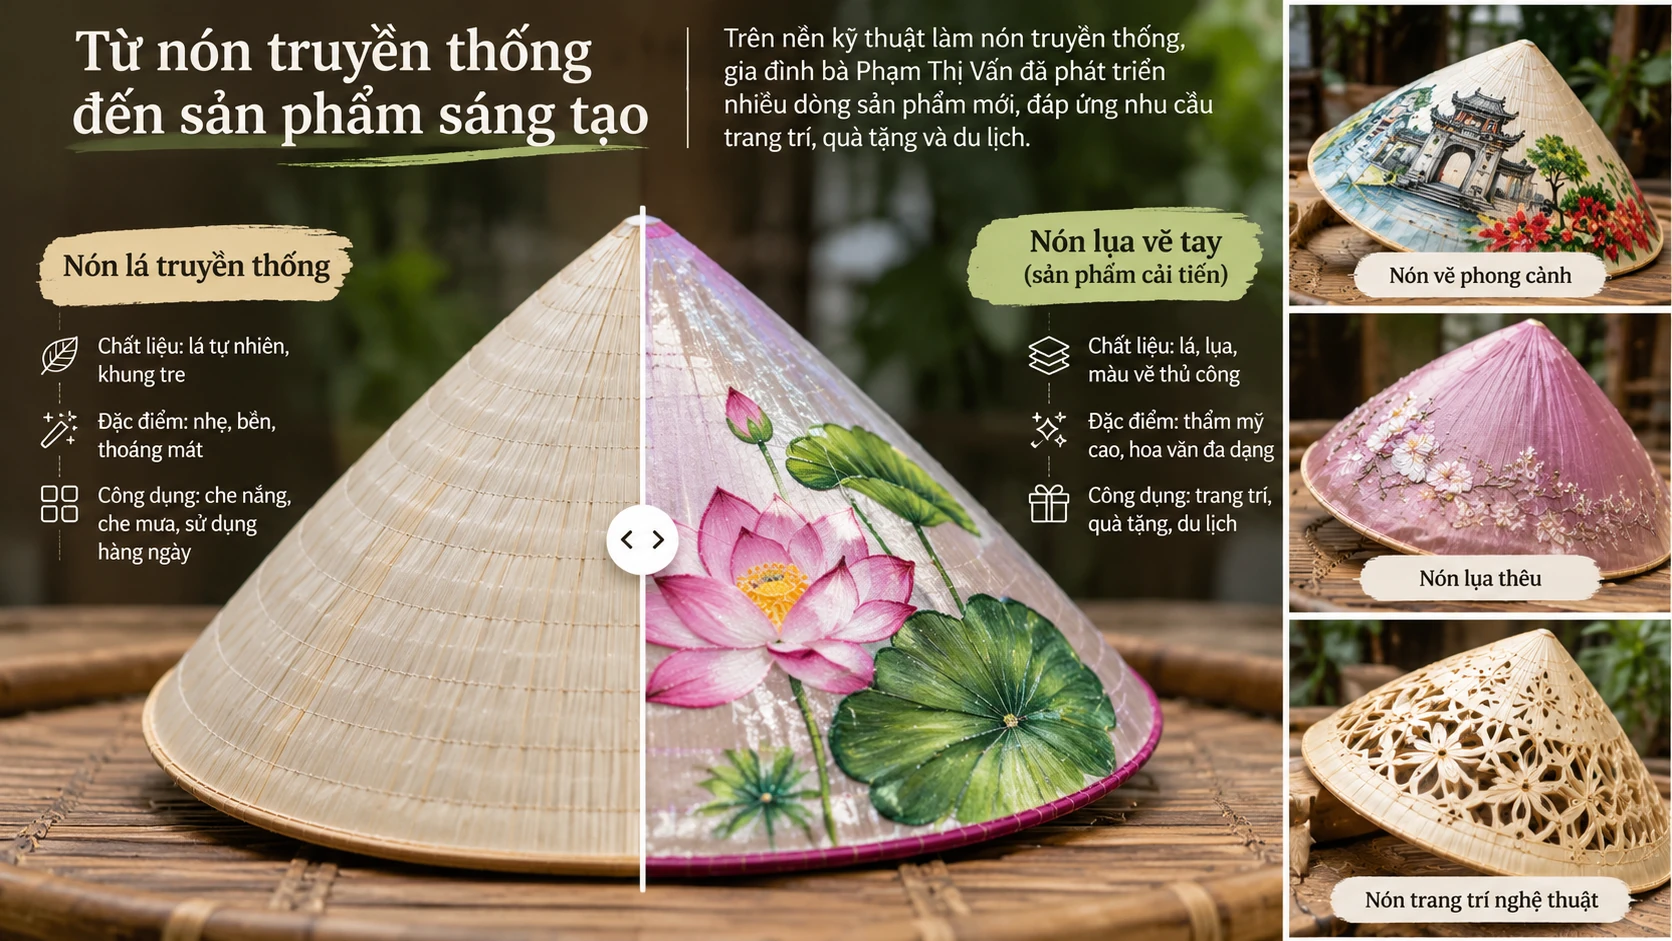 Từ nón truyền thống
đến sản phẩm sáng tạo
Trên nền kỹ thuật làm nón truyền thống,
gia đình bà Phạm Thị Vấn đã phát triển
nhiều dòng sản phẩm mới, đáp ứng nhu cầu
trang trí, quà tặng và du lịch.
Nón lá truyền thống
Chất liệu: lá tự nhiên,
khung tre
Đặc điểm: nhẹ, bền,
thoáng mát
Công dụng: che nắng,
che mưa, sử dụng
hàng ngày
Nón lụa vẽ tay
(sản phẩm cải tiến)
Chất liệu: lá, lụa,
màu vẽ thủ công
Đặc điểm: thẩm mỹ
cao, hoa văn đa dạng
Công dụng: trang trí,
quà tặng, du lịch
Nón vẽ phong cảnh
Nón lụa thêu
Nón trang trí nghệ thuật